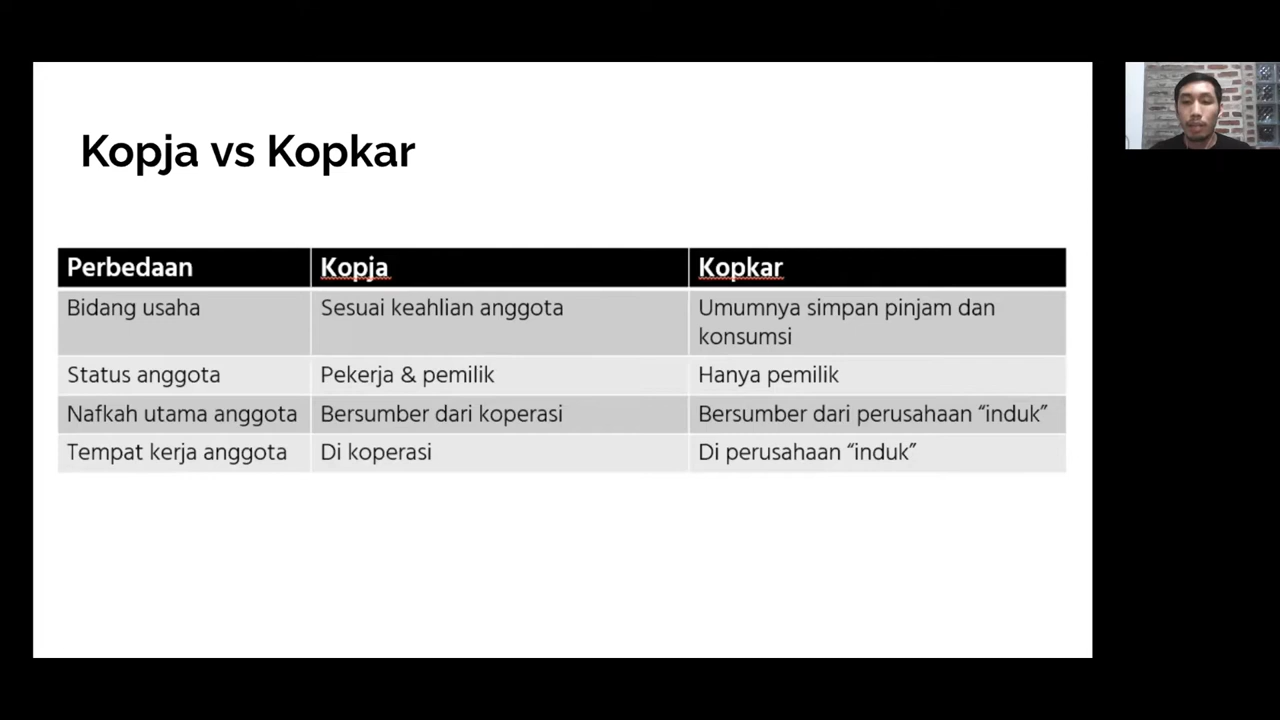 Kopja vs Kopkar
Perbedaan Kopja Kopkar
Bidang usaha Sesuai keahlian anggota Umumnya simpan pinjam dan
konsumsi
Status anggota Pekerja & pemilik Hanya pemilik
Nafkah utama anggota Bersumber dari koperasi Bersumber dari perusahaan “induk”
Tempat kerja anggota Di koperasi Di perusahaan “induk”